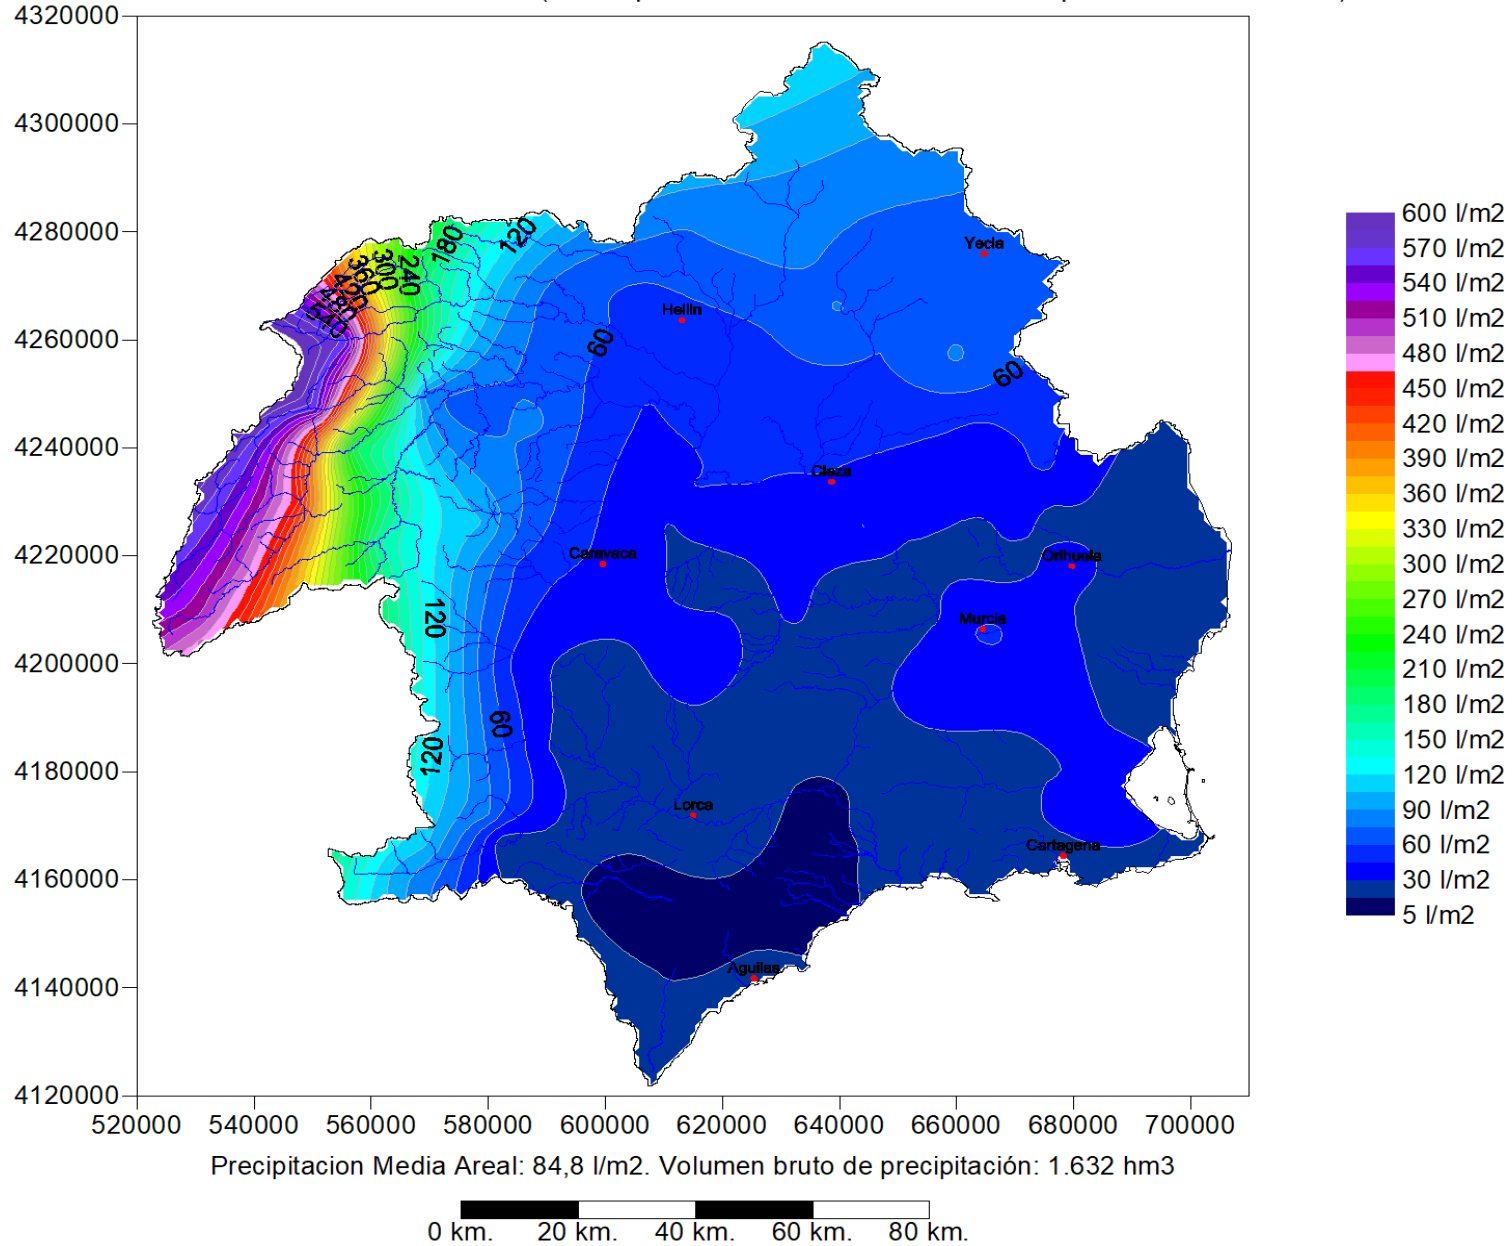 4320000
4300000
4280000
4260000
4240000
4220000
4200000
4180000
4160000
4140000
4120000
520000 540000 560000 580000 600000 620000 640000 660000 680000 700000
180
120
240
300
360
420
480
540
60
60
120
60
120
Yecla
Hellin
Cieza
Caravaca
Orihuela
Murcia
Lorca
Cartagena
Aguilas
600 l/m2
570 l/m2
540 l/m2
510 l/m2
480 l/m2
450 l/m2
420 l/m2
390 l/m2
360 l/m2
330 l/m2
300 l/m2
270 l/m2
240 l/m2
210 l/m2
180 l/m2
150 l/m2
120 l/m2
90 l/m2
60 l/m2
30 l/m2
5 l/m2
Precipitacion Media Areal: 84,8 l/m2. Volumen bruto de precipitación: 1.632 hm3
0 km. 20 km. 40 km. 60 km. 80 km.